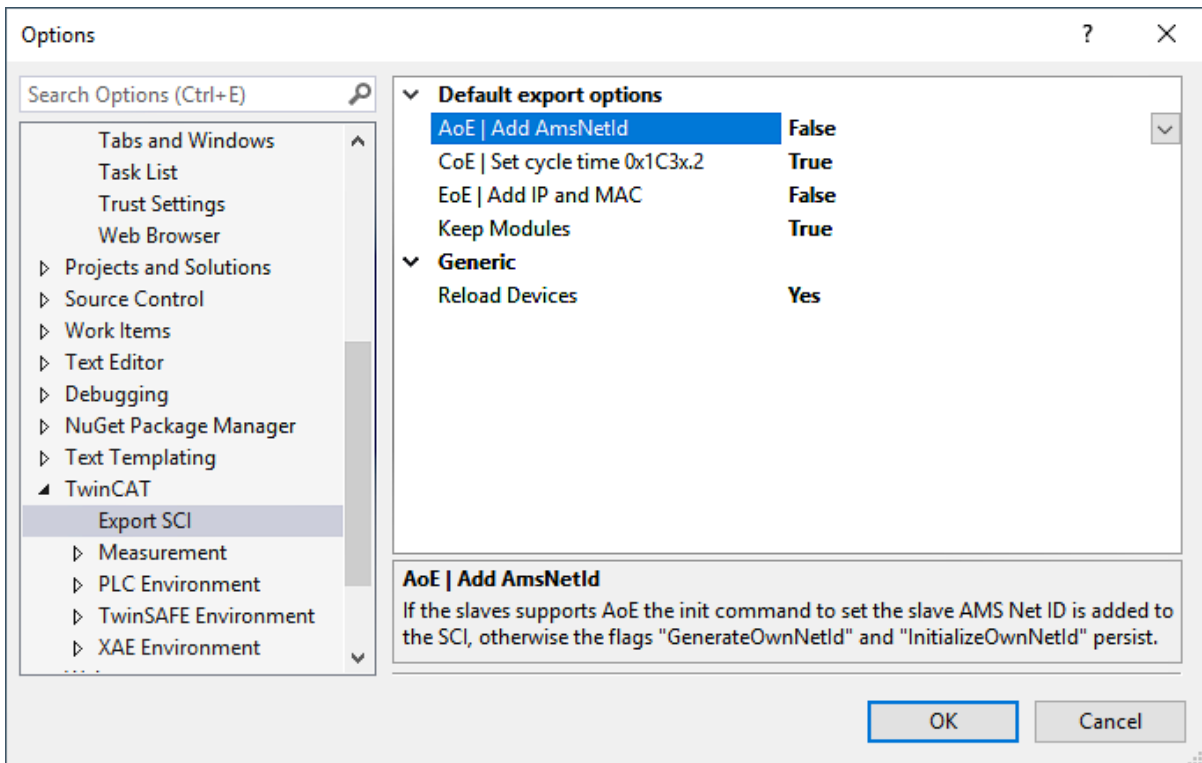 Options
?
Search Options (Ctrl+E)
Tabs and Windows
Task List
Trust Settings
Web Browser
Projects and Solutions
Source Control
Work Items
Text Editor
Debugging
NuGet Package Manager
Text Templating
TwinCAT
Export SCI
Measurement
PLC Environment
TwinSAFE Environment
XAE Environment
Default export options
AoE | Add AmsNetId False
CoE | Set cycle time 0x1C3x.2 True
EoE | Add IP and MAC False
Keep Modules True
Generic
Reload Devices Yes
AoE | Add AmsNetId
If the slaves supports AoE the init command to set the slave AMS Net ID is added to
the SCI, otherwise the flags "GenerateOwnNetId" and "InitializeOwnNetId" persist.
OK Cancel